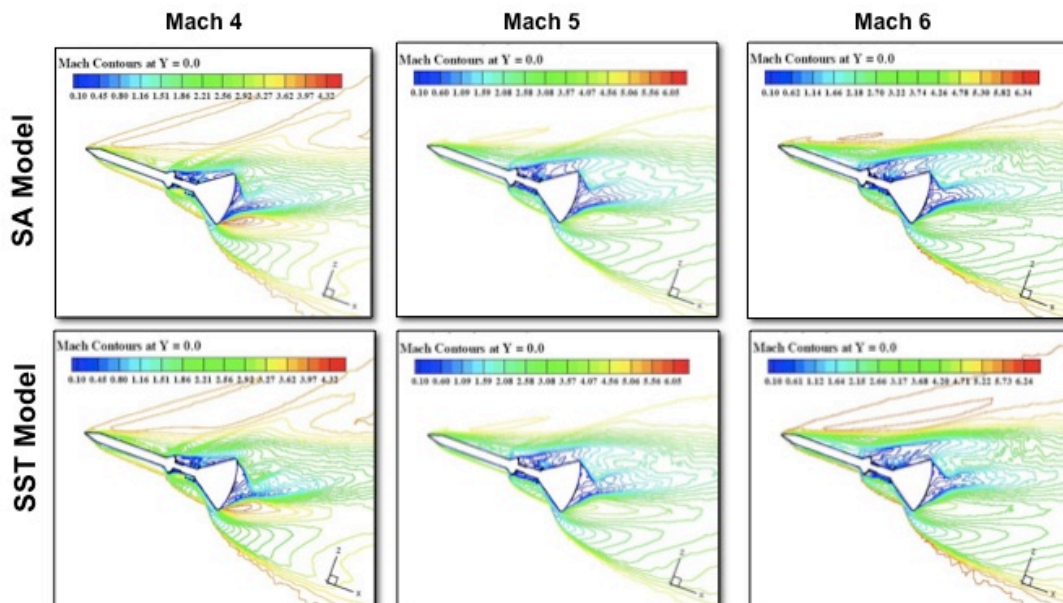 Mach 4 Mach 5 Mach 6
SA Model
Mach Contours at Y = 0.0
0.10 0.45 0.80 1.16 1.51 1.86 2.21 2.56 2.92 3.27 3.62 3.97 4.32
z
x
Mach Contours at Y = 0.0
0.10 0.60 1.09 1.59 2.08 2.58 3.08 3.57 4.07 4.56 5.06 5.56 6.05
z
x
Mach Contours at Y = 0.0
0.10 0.62 1.14 1.66 2.18 2.70 3.22 3.74 4.26 4.78 5.30 5.82 6.34
z
x
SST Model
Mach Contours at Y = 0.0
0.10 0.45 0.80 1.16 1.51 1.86 2.21 2.56 2.92 3.27 3.62 3.97 4.32
z
x
Mach Contours at Y = 0.0
0.10 0.60 1.09 1.59 2.08 2.58 3.08 3.57 4.07 4.56 5.06 5.56 6.05
z
x
Mach Contours at Y = 0.0
0.10 0.61 1.12 1.64 2.15 2.66 3.17 3.68 4.20 4.71 5.22 5.73 6.24
z
x